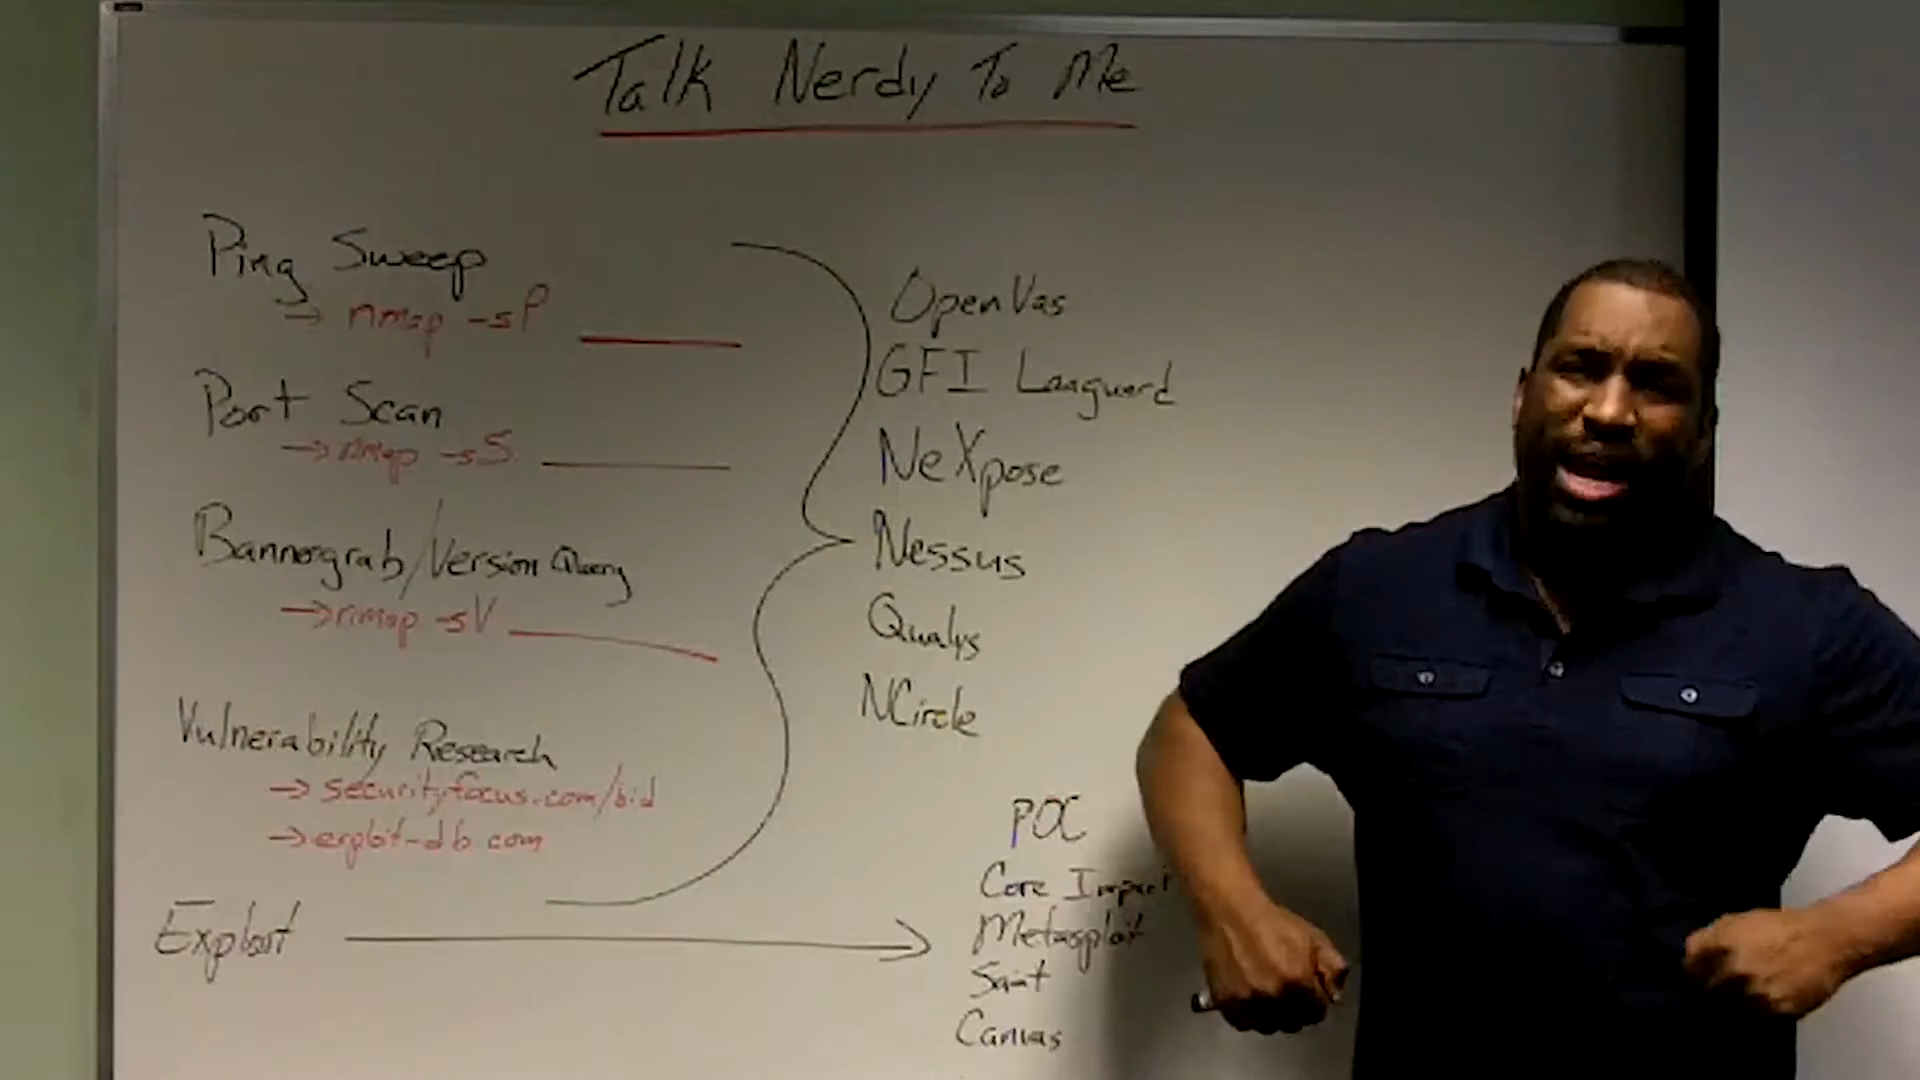 Talk Nerdy To Me
Ping Sweep
→ nmap -sP
Port Scan
→ nmap -sS
Bannergrab/Version Query
→ nmap -sV
Vulnerability Research
→ securityfocus.com/bid
→ exploit-db.com
Exploit
OpenVas
GFI Languard
NeXpose
Nessus
Qualys
NCircle
POC
Core Impact
Metasploit
Saint
Canvas